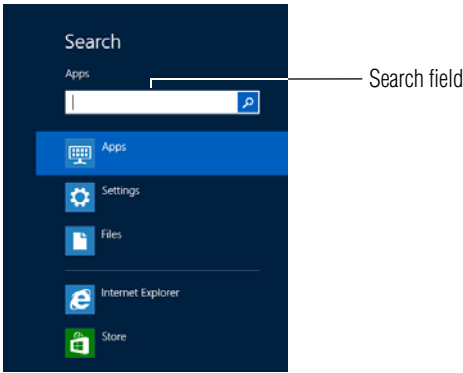 Search
Apps
Search field
Apps
Settings
Files
Internet Explorer
Store